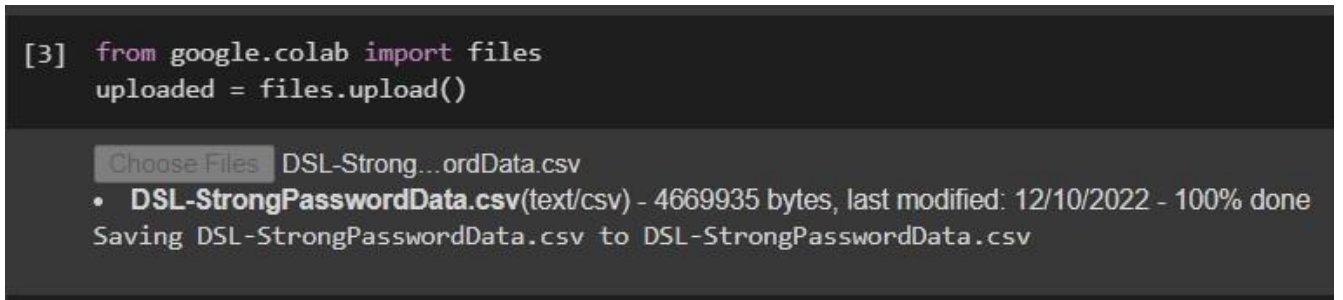 [3] from google.colab import files
uploaded = files.upload()
Choose Files DSL-Strong...ordData.csv
• DSL-StrongPasswordData.csv(text/csv) - 4669935 bytes, last modified: 12/10/2022 - 100% done
Saving DSL-StrongPasswordData.csv to DSL-StrongPasswordData.csv